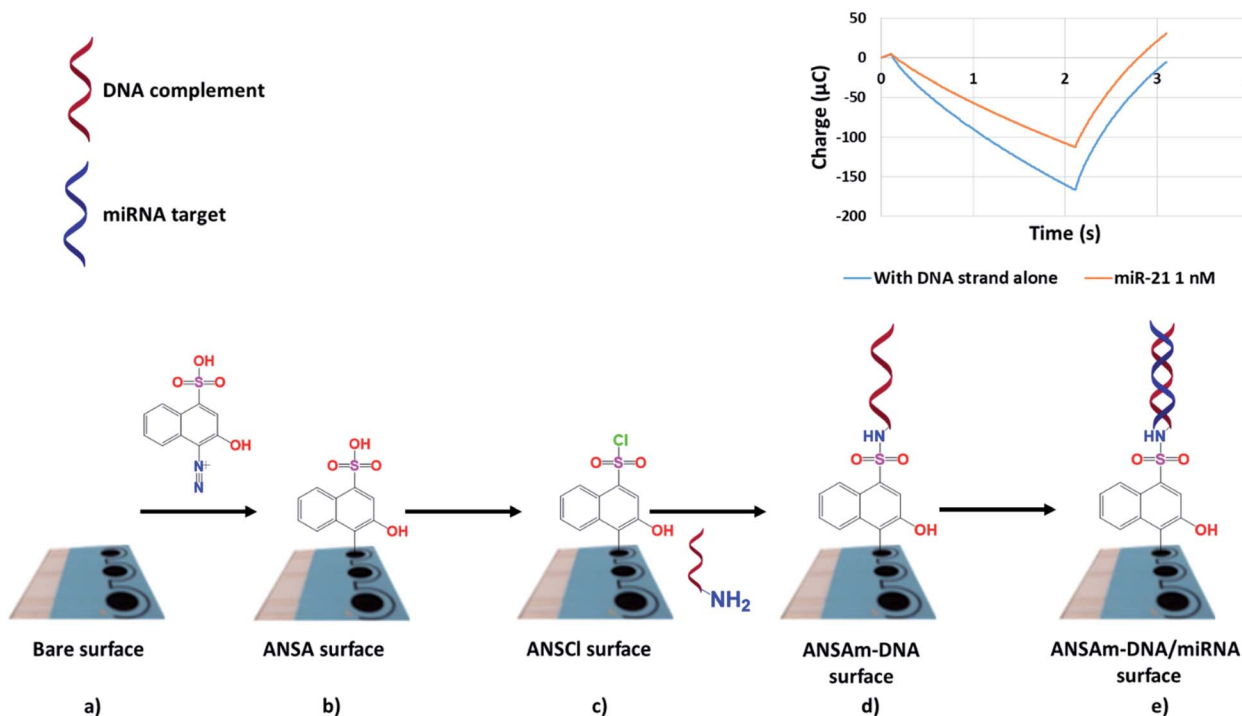 DNA complement
miRNA target
50
0
-50
-100
-150
-200
0 1 2 3
Charge (µC)
Time (s)
With DNA strand alone miR-21 1 nM
OH
O=S=O
OH
N+
N
OH
O=S=O
OH
Cl
O=S=O
OH
NH2
HN
O=S=O
OH
HN
O=S=O
OH
Bare surface
ANSA surface
ANSCl surface
ANSAm-DNA
surface
ANSAm-DNA/miRNA
surface
a) b) c) d) e)